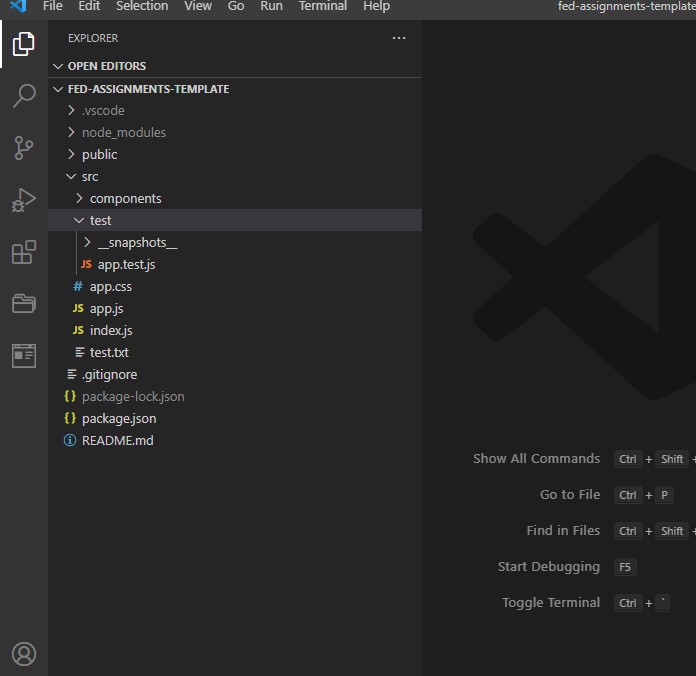 File Edit Selection View Go Run Terminal Help fed-assignments-template
EXPLORER ...
OPEN EDITORS
FED-ASSIGNMENTS-TEMPLATE
.vscode
node_modules
public
src
components
test
__snapshots__
JS app.test.js
# app.css
JS app.js
JS index.js
test.txt
.gitignore
{} package-lock.json
{} package.json
README.md
Show All Commands Ctrl + Shift +
Go to File Ctrl + P
Find in Files Ctrl + Shift +
Start Debugging F5
Toggle Terminal Ctrl + `